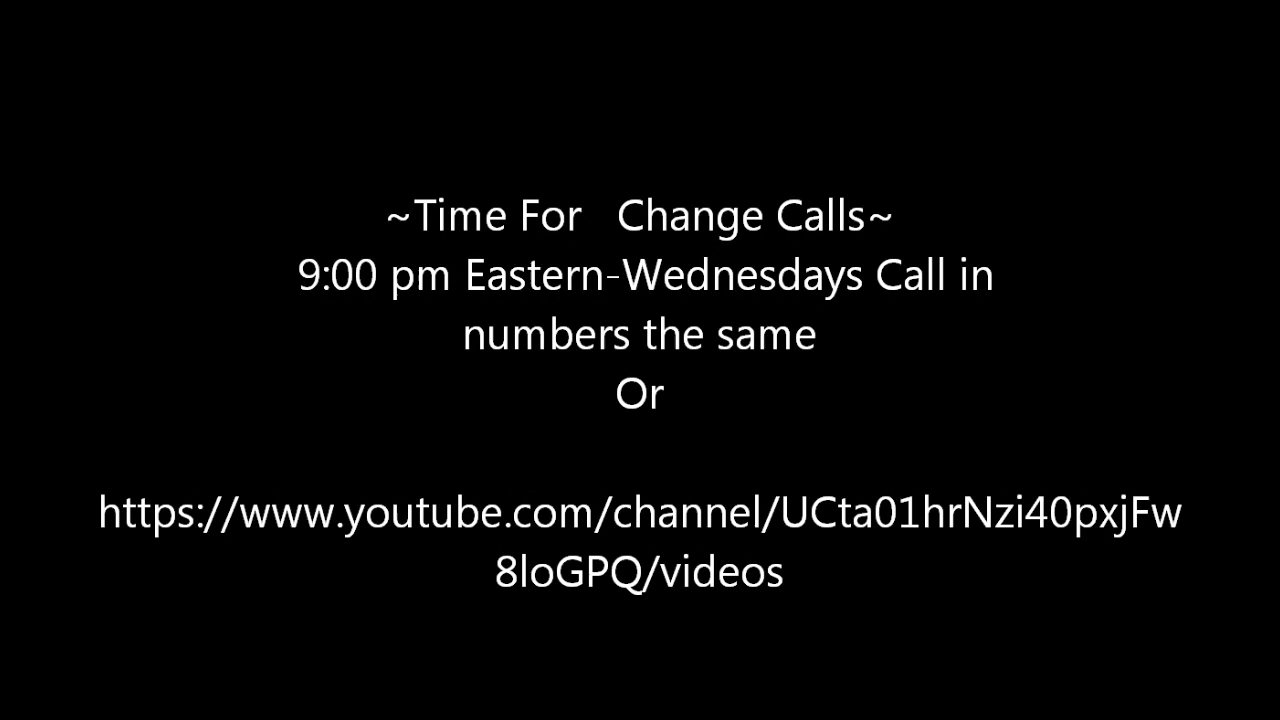 ~Time For   Change Calls~
9:00 pm Eastern-Wednesdays Call in
numbers the same
Or
https://www.youtube.com/channel/UCta01hrNzi40pxjFw
8loGPQ/videos